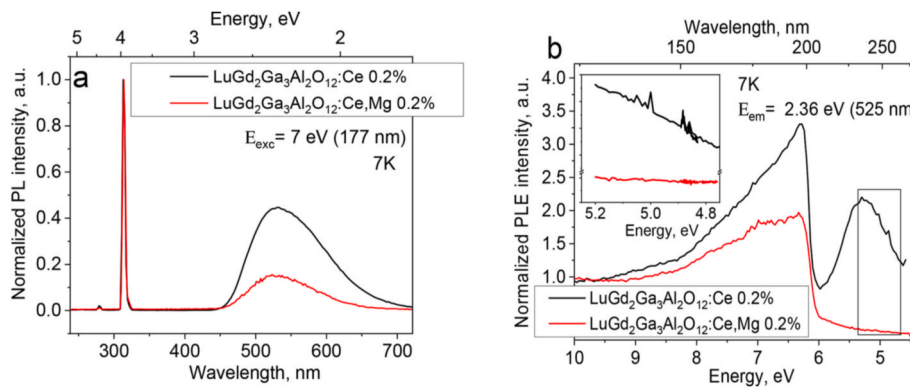 Energy, eV
5 4 3 2
a
LuGd₂Ga₃Al₂O₁₂:Ce 0.2%
LuGd₂Ga₃Al₂O₁₂:Ce,Mg 0.2%
E_exc= 7 eV (177 nm)
7K
Normalized PL intensity, a.u.
1.0
0.8
0.6
0.4
0.2
0.0
300 400 500 600 700
Wavelength, nm
Wavelength, nm
150 200 250
b
7K
E_em= 2.36 eV (525 nm
Normalized PLE intensity, a.u.
4.0
3.5
3.0
2.5
2.0
1.5
1.0
5.2 5.0 4.8
Energy, eV
LuGd₂Ga₃Al₂O₁₂:Ce 0.2%
LuGd₂Ga₃Al₂O₁₂:Ce,Mg 0.2%
10 9 8 7 6 5
Energy, eV